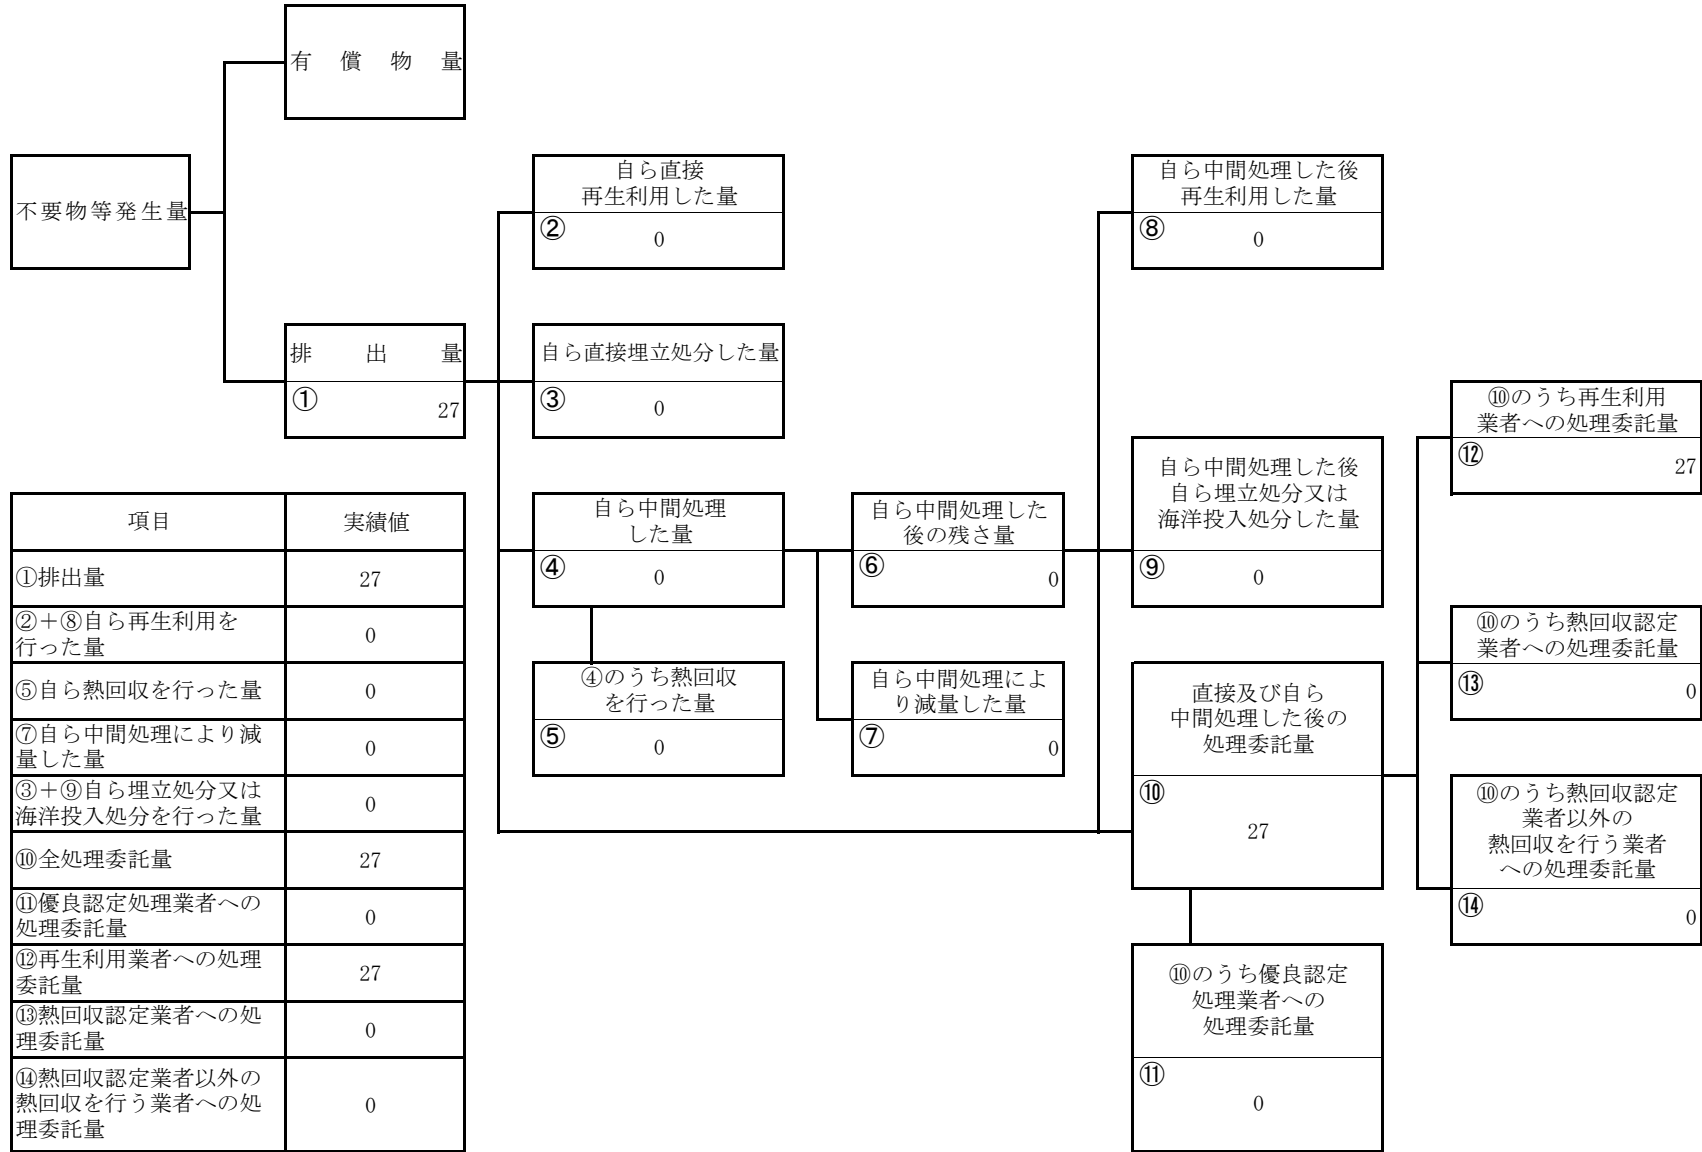 有償物量
不要物等発生量
自ら直接
再生利用した量
②
0
自ら中間処理した後
再生利用した量
⑧
0
排出量
①
27
自ら直接埋立処分した量
③
0
⑩のうち再生利用
業者への処理委託量
⑫
27
自ら中間処理
した量
④
0
自ら中間処理した
後の残さ量
⑥
0
自ら中間処理した後
自ら埋立処分又は
海洋投入処分した量
⑨
0
⑩のうち熱回収認定
業者への処理委託量
⑬
0
④のうち熱回収
を行った量
⑤
0
自ら中間処理によ
り減量した量
⑦
0
直接及び自ら
中間処理した後の
処理委託量
⑩
27
⑩のうち熱回収認定
業者以外の
熱回収を行う業者
への処理委託量
⑭
0
⑩のうち優良認定
処理業者への
処理委託量
⑪
0
項目 実績値
①排出量 27
②+⑧自ら再生利用を
行った量 0
⑤自ら熱回収を行った量 0
⑦自ら中間処理により減
量した量 0
③+⑨自ら埋立処分又は
海洋投入処分を行った量 0
⑩全処理委託量 27
⑪優良認定処理業者への
処理委託量 0
⑫再生利用業者への処理
委託量 27
⑬熱回収認定業者への処
理委託量 0
⑭熱回収認定業者以外の
熱回収を行う業者への処
理委託量 0